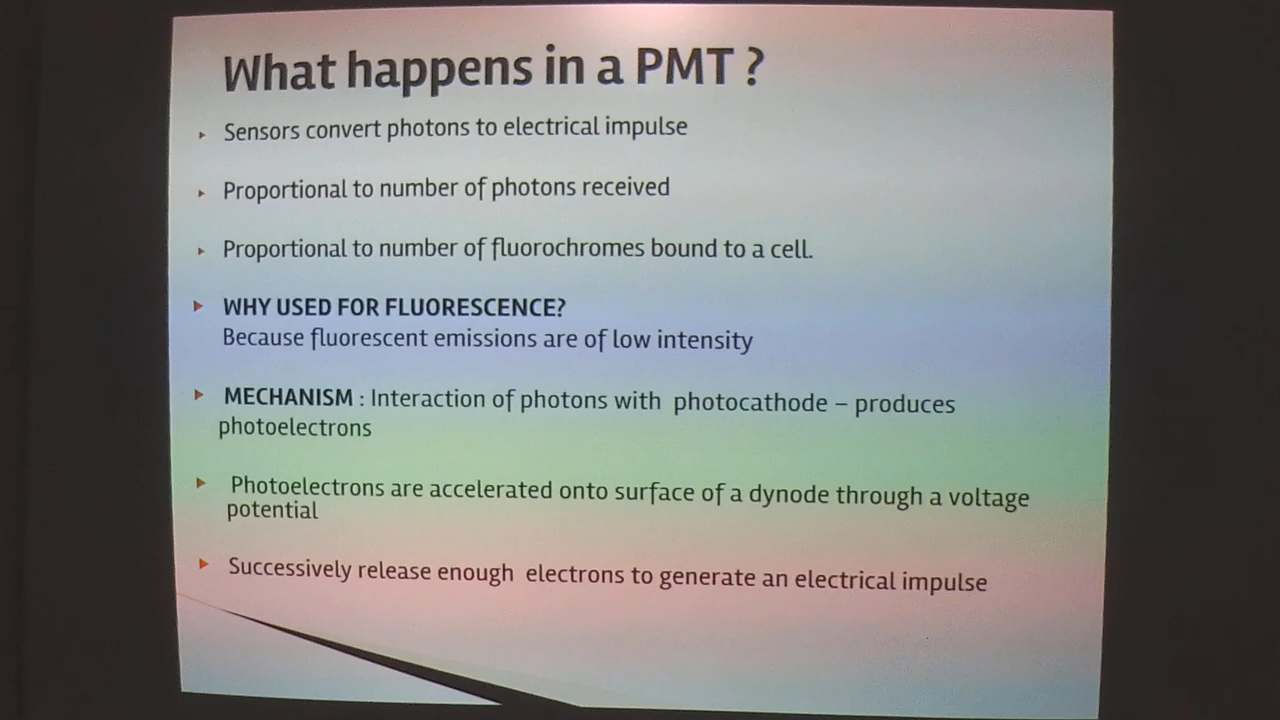 What happens in a PMT ?
Sensors convert photons to electrical impulse
Proportional to number of photons received
Proportional to number of fluorochromes bound to a cell.
WHY USED FOR FLUORESCENCE?
Because fluorescent emissions are of low intensity
MECHANISM : Interaction of photons with photocathode – produces
photoelectrons
Photoelectrons are accelerated onto surface of a dynode through a voltage
potential
Successively release enough electrons to generate an electrical impulse